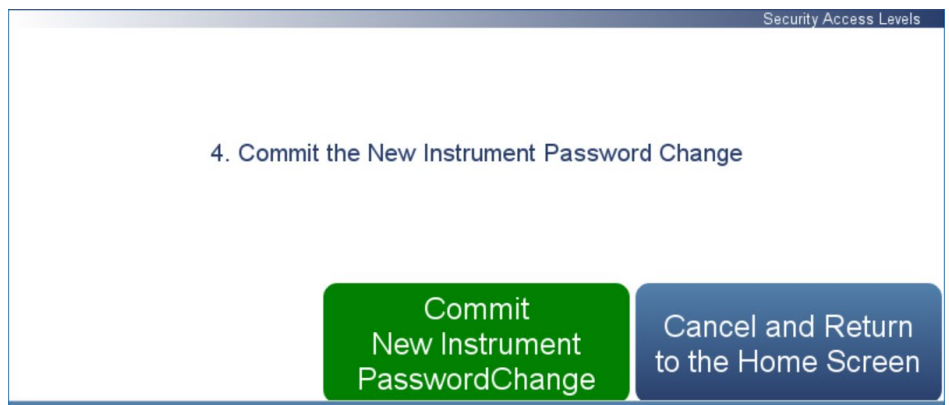 Security Access Levels
4. Commit the New Instrument Password Change
Commit
New Instrument
PasswordChange
Cancel and Return
to the Home Screen